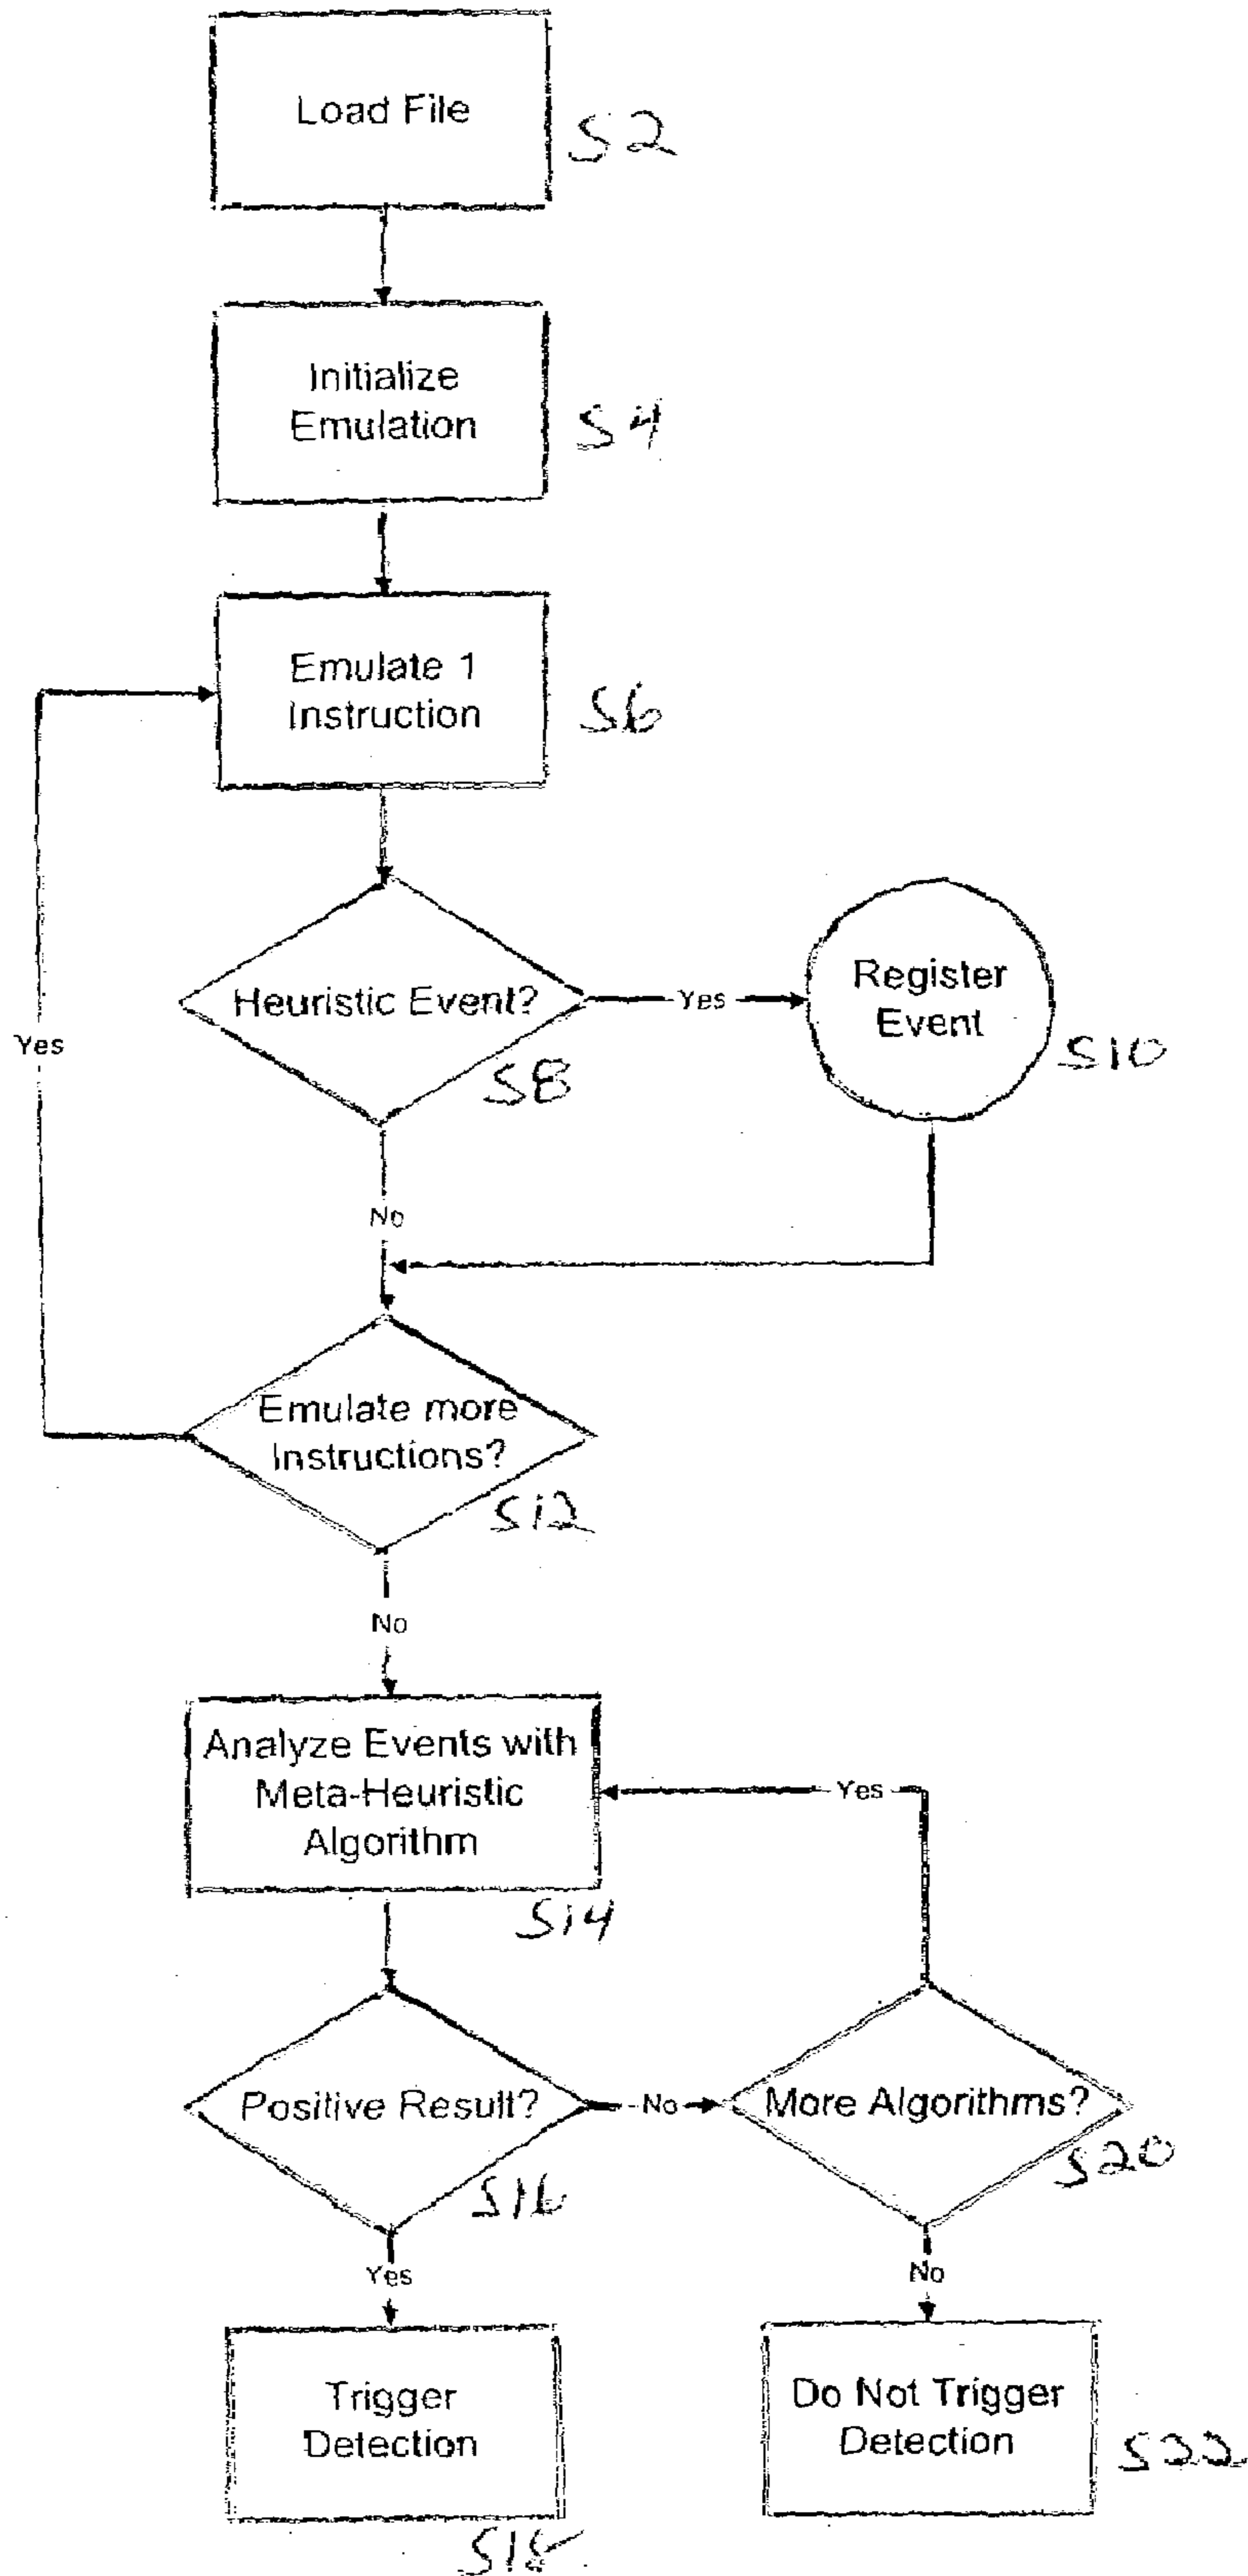 Load File
S2
Initialize
Emulation
S4
Emulate 1
Instruction
S6
Heuristic Event?
S8
Yes
Register
Event
S10
Yes
No
Emulate more
Instructions?
S12
No
Analyze Events with
Meta-Heuristic
Algorithm
S14
Yes
Positive Result?
S16
No
More Algorithms?
S20
Yes
No
Trigger
Detection
S18
Do Not Trigger
Detection
S22